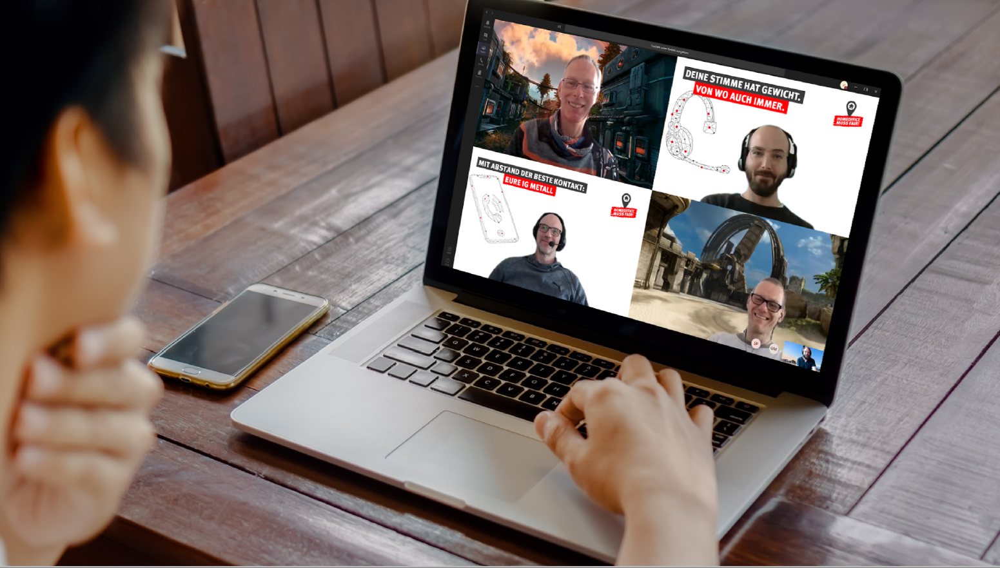 DEINE STIMME HAT GEWICHT.
VON WO AUCH IMMER.
HOMEOFFICE
MUSS FAIR!
MIT ABSTAND DER BESTE KONTAKT:
EURE IG METALL
HOMEOFFICE
MUSS FAIR!
SP